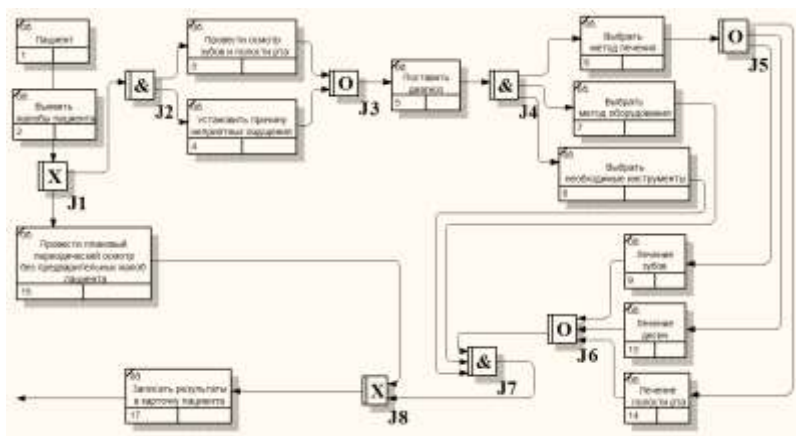 Пациент
1
Выявить
жалобы пациента
2
X
J1
&
J2
Провести осмотр
зубов и полости рта
3
Установить причину
неприятных ощущений
4
O
J3
Поставить
диагноз
5
&
J4
Выбрать
метод лечения
6
Выбрать
метод оборудования
7
Выбрать
необходимые инструменты
8
O
J5
Провести плановый
периодический осмотр
без предварительных жалоб
пациента
Лечение
зубов
9
Лечение
десен
Лечение
полости рта
14
O
J6
&
J7
X
J8
Записать результаты
в карточку пациента
17